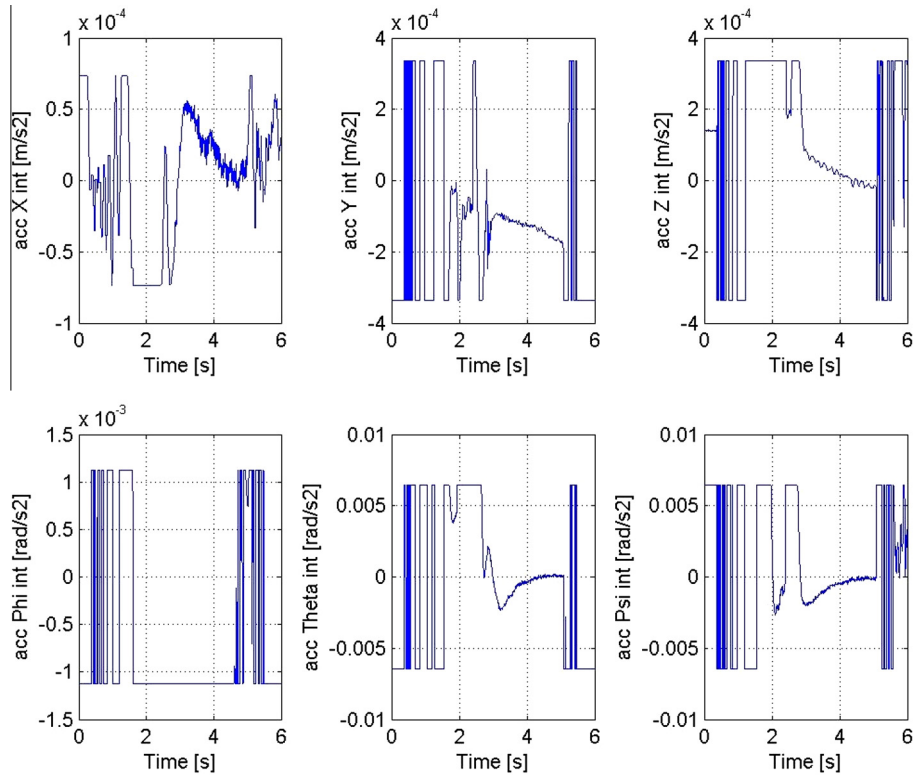 x 10^-4
1
0.5
0
-0.5
-1
acc X int [m/s2]
0 2 4 6
Time [s]
x 10^-4
4
2
0
-2
-4
acc Y int [m/s2]
0 2 4 6
Time [s]
x 10^-4
4
2
0
-2
-4
acc Z int [m/s2]
0 2 4 6
Time [s]
x 10^-3
1.5
1
0.5
0
-0.5
-1
-1.5
acc Phi int [rad/s2]
0 2 4 6
Time [s]
0.01
0.005
0
-0.005
-0.01
acc Theta int [rad/s2]
0 2 4 6
Time [s]
0.01
0.005
0
-0.005
-0.01
acc Psi int [rad/s2]
0 2 4 6
Time [s]